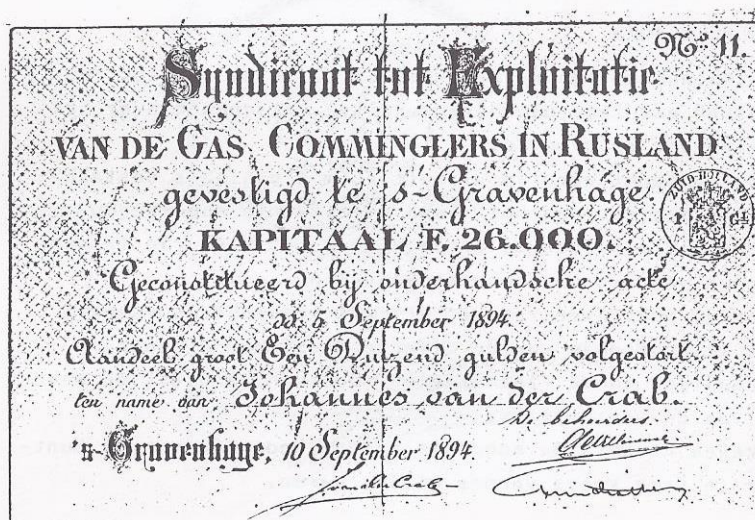 No 11.
Syndicaat tot Exploitatie
VAN DE GAS COMMINGLERS IN RUSLAND
gevestigd te 's-Gravenhage.
ZUID-HOLLAND
KAPITAAL F. 26.000.
Geconstitueerd bij onderhandsche acte
dd. 5 September 1894.
Aandeel groot Een Duizend gulden volgestort
ten name van Johannes van der Crab.
De beheerders.
's-Gravenhage, 10 September 1894.